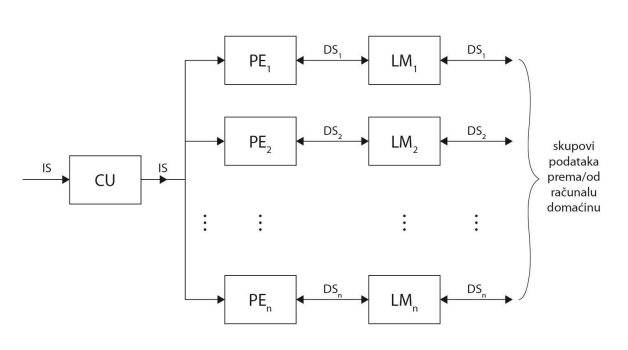 PE₁ DS₁ LM₁ DS₁
PE₂ DS₂ LM₂ DS₂
IS CU IS
PEₙ DSₙ LMₙ DSₙ
skupovi
podataka
prema/od
računalu
domaćinu